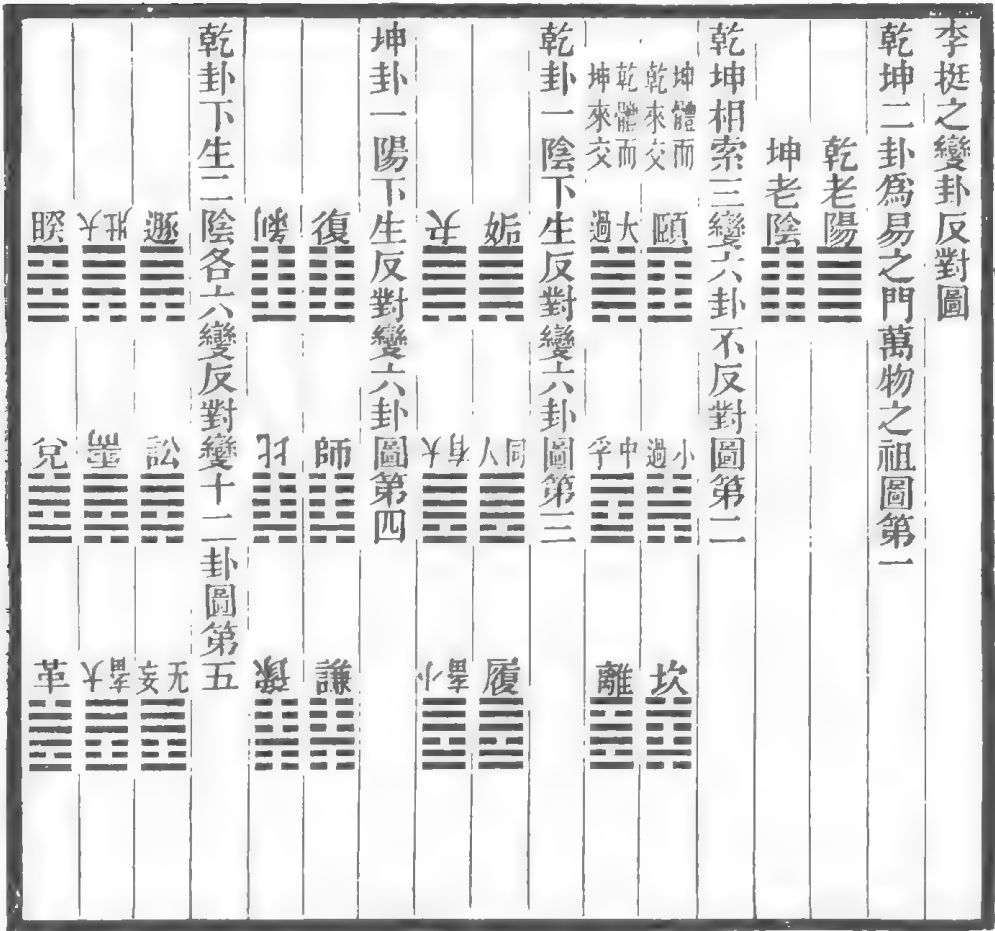 李挺之變卦反對圖
乾坤二卦爲易之門萬物之祖圖第一
乾老陽
坤老陰
乾坤相索三變六卦不反對圖第二
坤體而乾來交
頤 小過 坎
乾體而坤來交
大過 中孚 離
乾卦一陰下生反對變六卦圖第三
姤 同人 履
夬 大有 小畜
坤卦一陽下生反對變六卦圖第四
復 師 謙
剝 比 豫
乾卦下生二陰各六變反對變十二卦圖第五
遯 訟 无妄
大壯 需 大畜
睽 兌 革